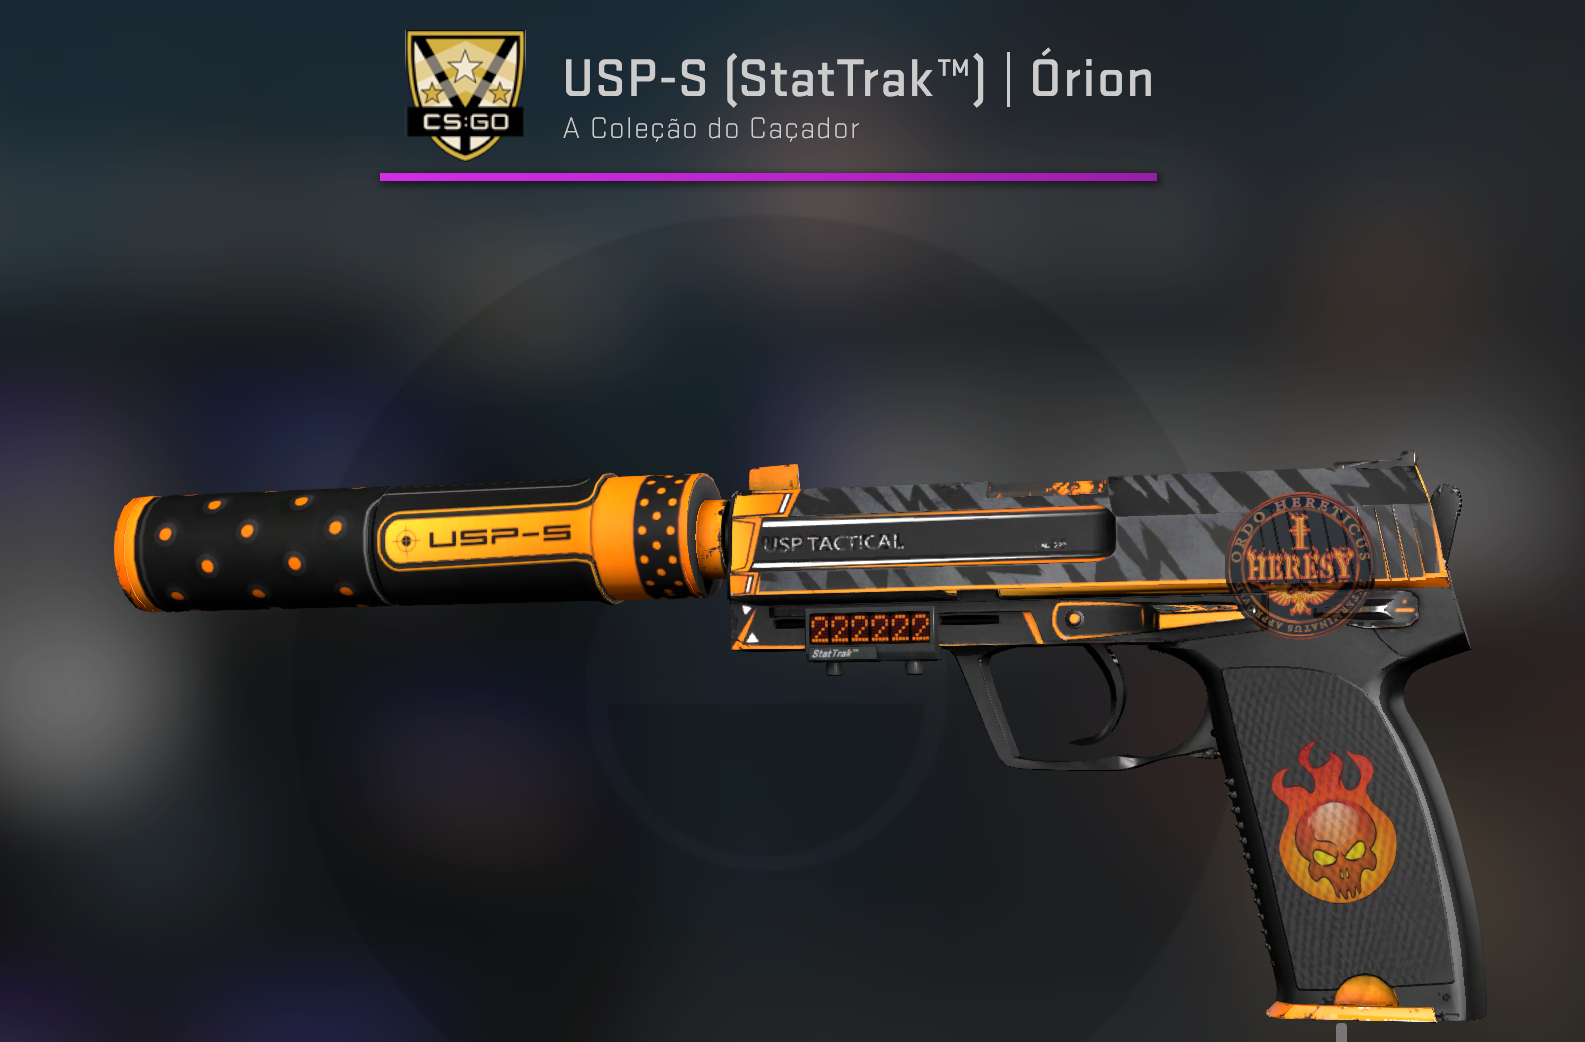 CS:GO
USP-S (StatTrak™) | Órion
A Coleção do Caçador
USP-S
USP TACTICAL
ORDO HERETICUS
I
HERESY
222222
StatTrak™